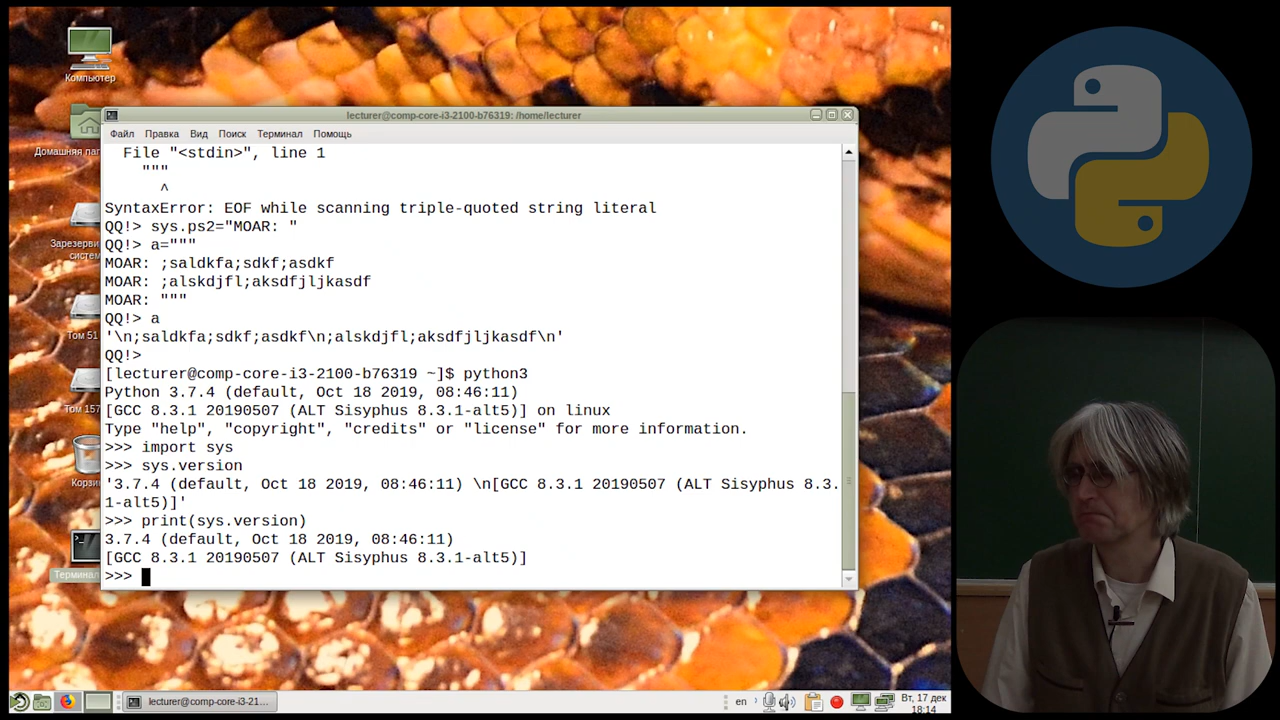 Компьютер
Домашняя пап
Зарезерви
систем
Том 51
Том 157
Корзин
Терминал
lecturer@comp-core-i3-2100-b76319: /home/lecturer
Файл Правка Вид Поиск Терминал Помощь
File "<stdin>", line 1
"""
^
SyntaxError: EOF while scanning triple-quoted string literal
QQ!> sys.ps2="MOAR: "
QQ!> a="""
MOAR: ;saldkfa;sdkf;asdkf
MOAR: ;alskdjfl;aksdfjljkasdf
MOAR: """
QQ!> a
'\n;saldkfa;sdkf;asdkf\n;alskdjfl;aksdfjljkasdf\n'
QQ!>
[lecturer@comp-core-i3-2100-b76319 ~]$ python3
Python 3.7.4 (default, Oct 18 2019, 08:46:11)
[GCC 8.3.1 20190507 (ALT Sisyphus 8.3.1-alt5)] on linux
Type "help", "copyright", "credits" or "license" for more information.
>>> import sys
>>> sys.version
'3.7.4 (default, Oct 18 2019, 08:46:11) \n[GCC 8.3.1 20190507 (ALT Sisyphus 8.3.
1-alt5)]'
>>> print(sys.version)
3.7.4 (default, Oct 18 2019, 08:46:11)
[GCC 8.3.1 20190507 (ALT Sisyphus 8.3.1-alt5)]
>>>
lecturer@comp-core-i3-21...
en
Вт, 17 дек
18:14